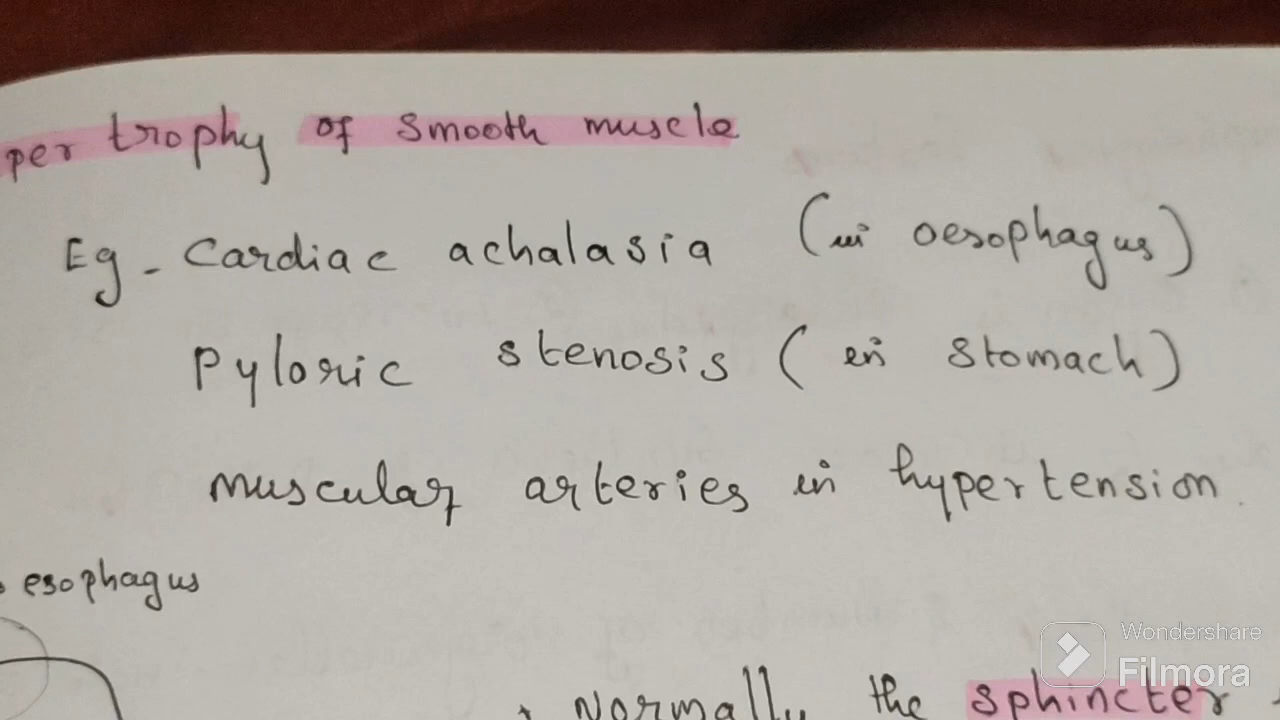 per trophy of smooth muscle
Eg - Cardiac achalasia (in oesophagus)
Pyloric stenosis (in stomach)
muscular arteries in hypertension.
esophagus
Normally the sphincter
Wondershare
Filmora